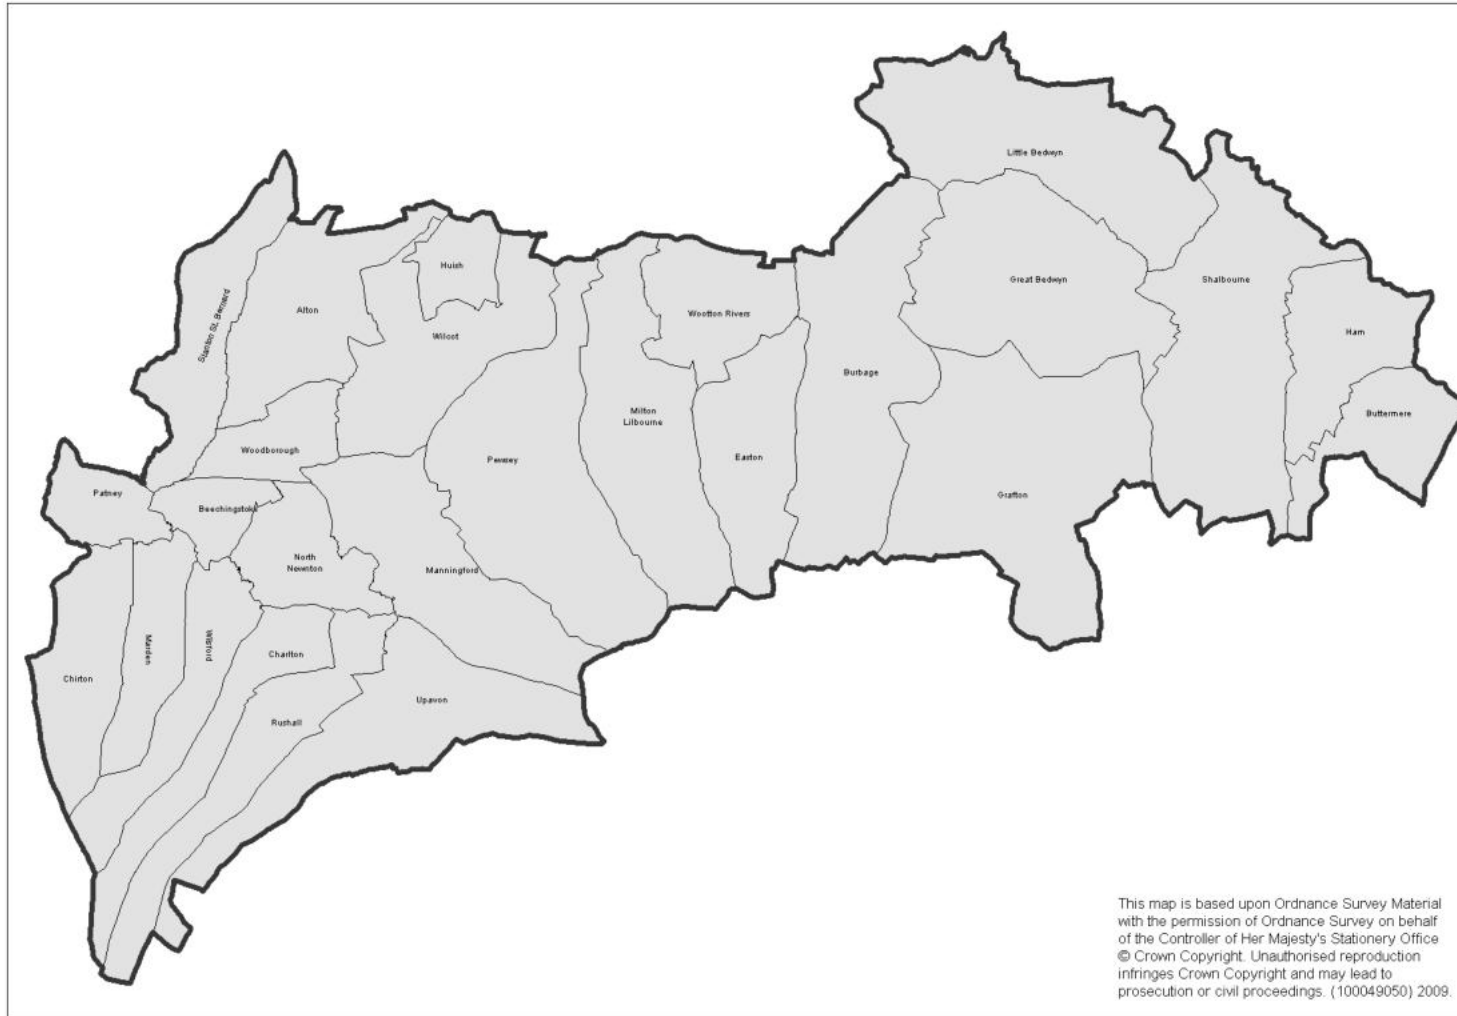 Little Bedwyn
Huish
Great Bedwyn
Shalbourne
Stanton St. Bernard
Alton
Wootton Rivers
Wilcot
Ham
Burbage
Milton
Lilbourne
Buttermere
Woodborough
Pewsey
Easton
Patney
Grafton
Beechingstoke
North
Newnton
Manningford
Marden
Wilsford
Charlton
Chirton
Upavon
Rushall
This map is based upon Ordnance Survey Material
with the permission of Ordnance Survey on behalf
of the Controller of Her Majesty's Stationery Office
© Crown Copyright. Unauthorised reproduction
infringes Crown Copyright and may lead to
prosecution or civil proceedings. (100049050) 2009.